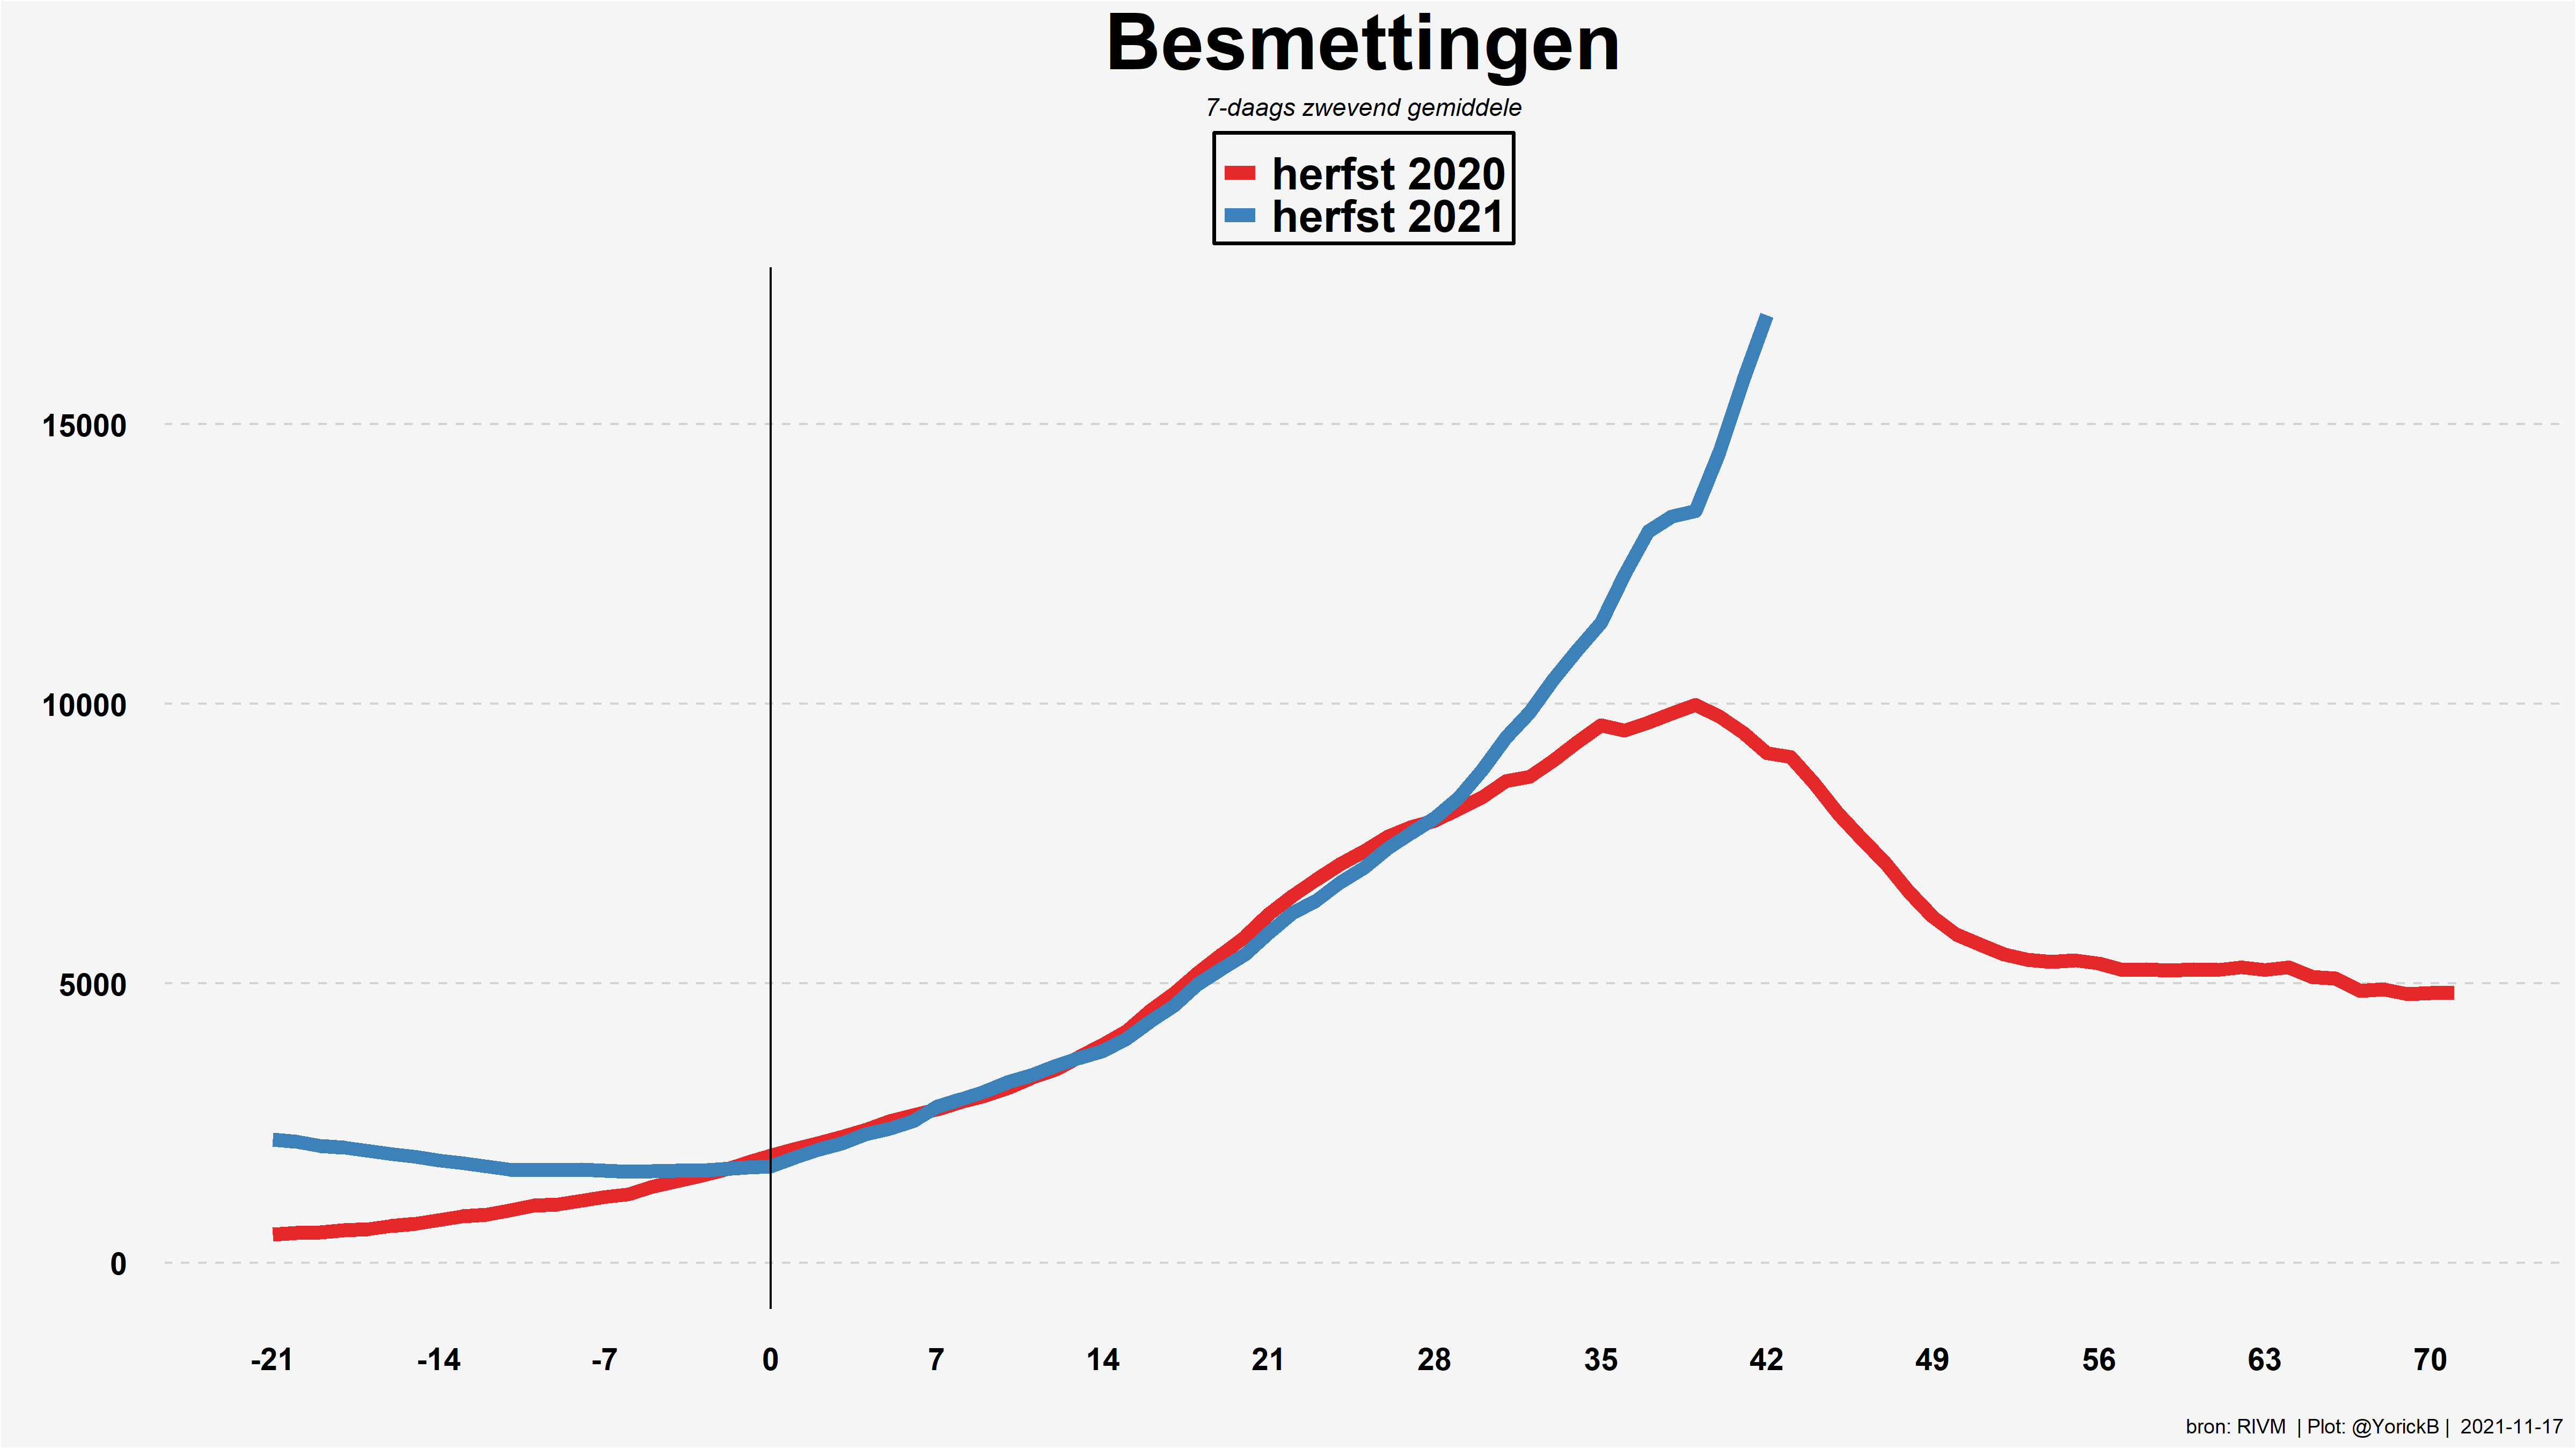 Besmettingen
7-daags zwevend gemiddele
herfst 2020
herfst 2021
15000
10000
5000
0
-21 -14 -7 0 7 14 21 28 35 42 49 56 63 70
bron: RIVM | Plot: @YorickB | 2021-11-17